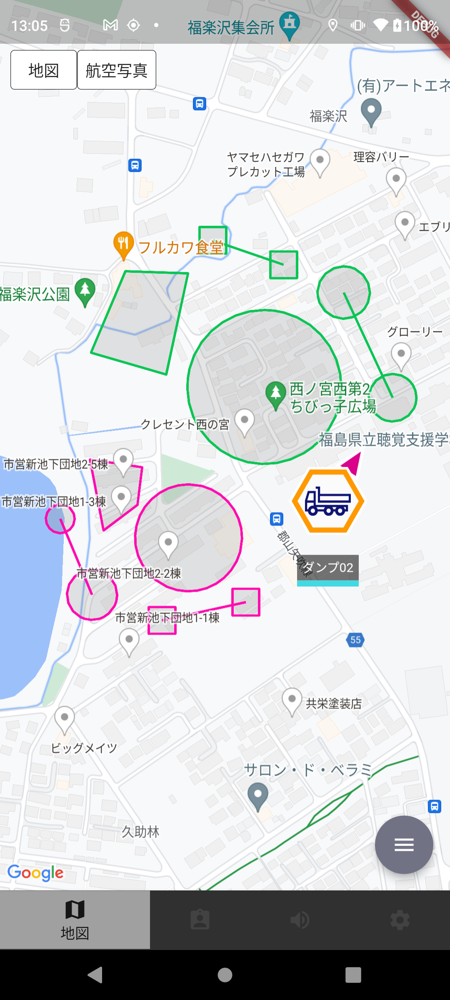 13:05
100%
DEBUG
福楽沢集会所
地図
航空写真
(有)アートエネ
福楽沢
ヤマセハセガワ
プレカット工場
理容バリー
エブリ
フルカワ食堂
福楽沢公園
グローリー
西ノ宮西第2
ちびっ子広場
クレセント西の宮
福島県立聴覚支援学
市営新池下団地2-5棟
市営新池下団地1-3棟
郡山矢吹線
ダンプ02
市営新池下団地2-2棟
市営新池下団地1-1棟
55
共栄塗装店
ビッグメイツ
サロン・ド・ベラミ
久助林
Google
地図